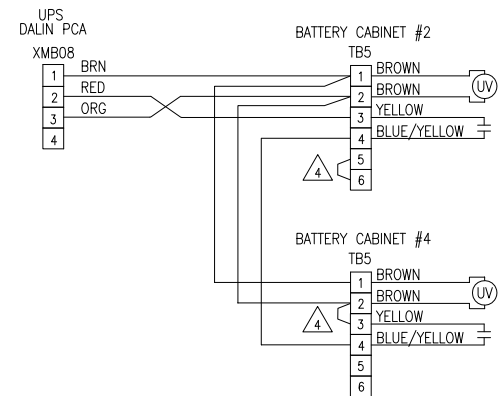 UPS
DALIN PCA
XMB08
1 BRN
2 RED
3 ORG
4
BATTERY CABINET #2
TB5
1 BROWN
2 BROWN
UV
3 YELLOW
4 BLUE/YELLOW
5
6
4
BATTERY CABINET #4
TB5
1 BROWN
2 BROWN
UV
3 YELLOW
4 BLUE/YELLOW
5
6
4